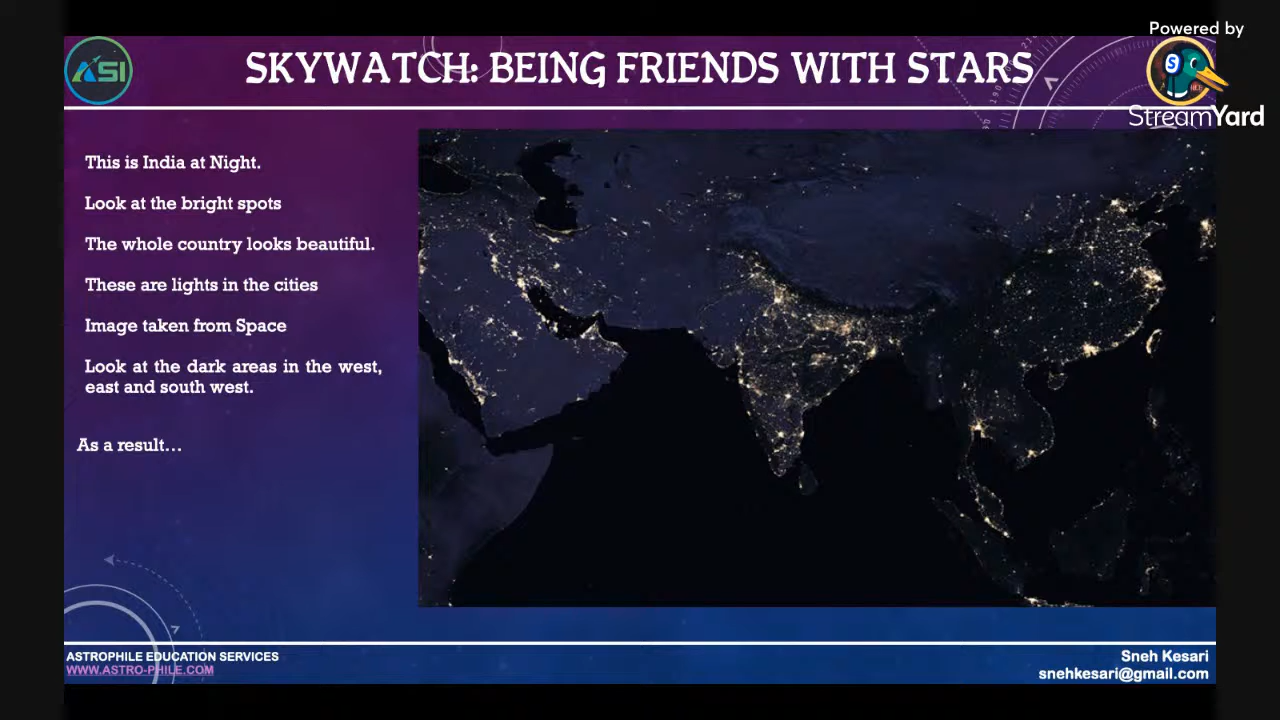 Powered by
ASI
SKYWATCH: BEING FRIENDS WITH STARS
S
StreamYard
This is India at Night.
Look at the bright spots
The whole country looks beautiful.
These are lights in the cities
Image taken from Space
Look at the dark areas in the west,
east and south west.
As a result...
ASTROPHILE EDUCATION SERVICES
WWW.ASTRO-PHILE.COM
Sneh Kesari
snehkesari@gmail.com